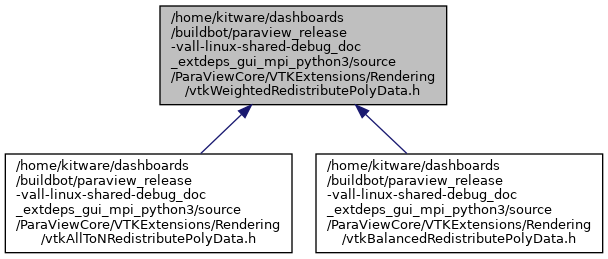 /home/kitware/dashboards
/buildbot/paraview_release
-vall-linux-shared-debug_doc
_extdeps_gui_mpi_python3/source
/ParaViewCore/VTKExtensions/Rendering
/vtkWeightedRedistributePolyData.h
/home/kitware/dashboards
/buildbot/paraview_release
-vall-linux-shared-debug_doc
_extdeps_gui_mpi_python3/source
/ParaViewCore/VTKExtensions/Rendering
/vtkAllToNRedistributePolyData.h
/home/kitware/dashboards
/buildbot/paraview_release
-vall-linux-shared-debug_doc
_extdeps_gui_mpi_python3/source
/ParaViewCore/VTKExtensions/Rendering
/vtkBalancedRedistributePolyData.h